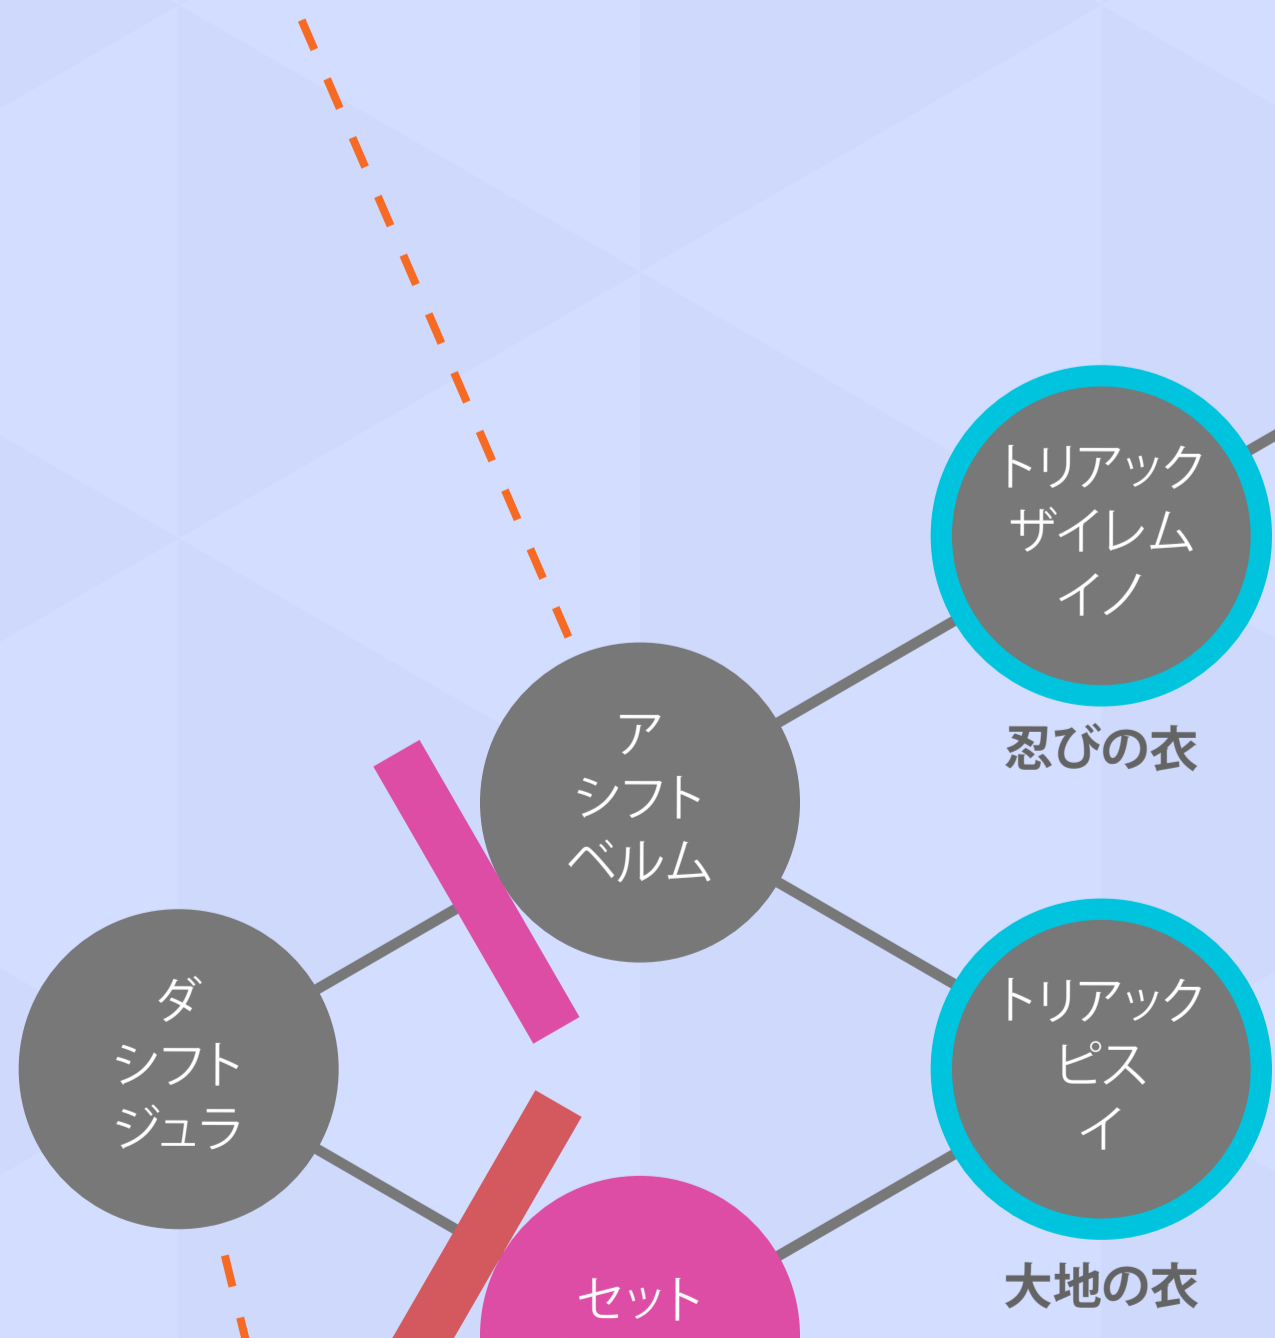 トリアック
ザイレム
イノ
忍びの衣
ア
シフト
ベルム
ダ
シフト
ジュラ
トリアック
ピス
イ
大地の衣
セット